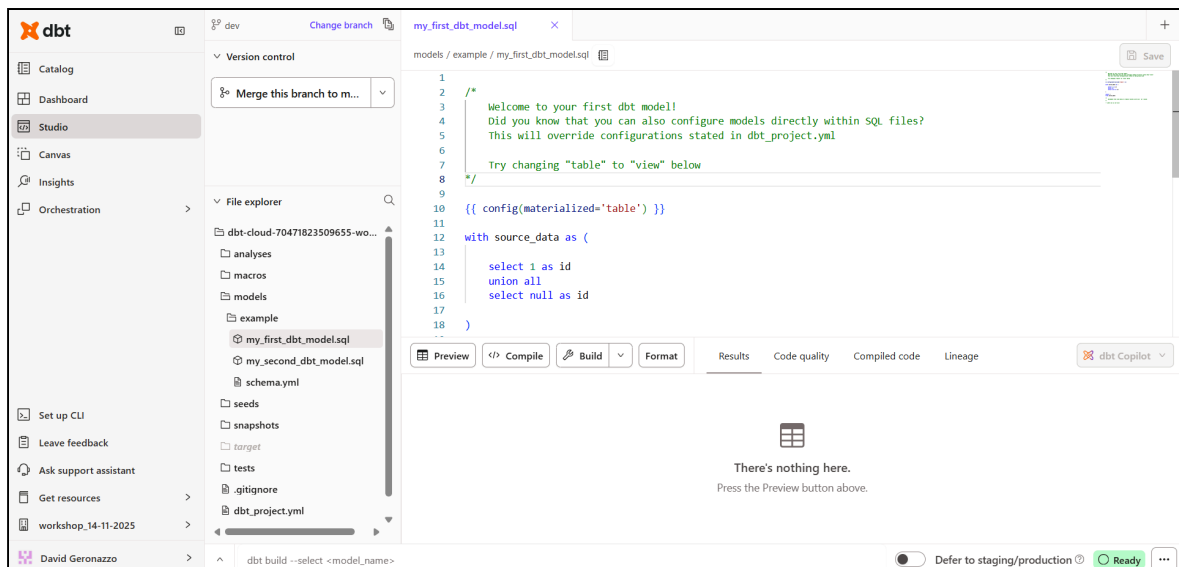 dbt
Catalog
Dashboard
Studio
Canvas
Insights
Orchestration
Set up CLI
Leave feedback
Ask support assistant
Get resources
workshop_14-11-2025
David Geronazzo
dev
Change branch
Version control
Merge this branch to m...
File explorer
dbt-cloud-70471823509655-wo...
analyses
macros
models
example
my_first_dbt_model.sql
my_second_dbt_model.sql
schema.yml
seeds
snapshots
target
tests
.gitignore
dbt_project.yml
my_first_dbt_model.sql
models / example / my_first_dbt_model.sql
Save
1
2 /*
3 Welcome to your first dbt model!
4 Did you know that you can also configure models directly within SQL files?
5 This will override configurations stated in dbt_project.yml
6
7 Try changing "table" to "view" below
8 */
9
10 {{ config(materialized='table') }}
11
12 with source_data as (
13
14 select 1 as id
15 union all
16 select null as id
17
18 )
Preview </> Compile Build Format Results Code quality Compiled code Lineage dbt Copilot
There's nothing here.
Press the Preview button above.
dbt build --select <model_name>
Defer to staging/production Ready ...